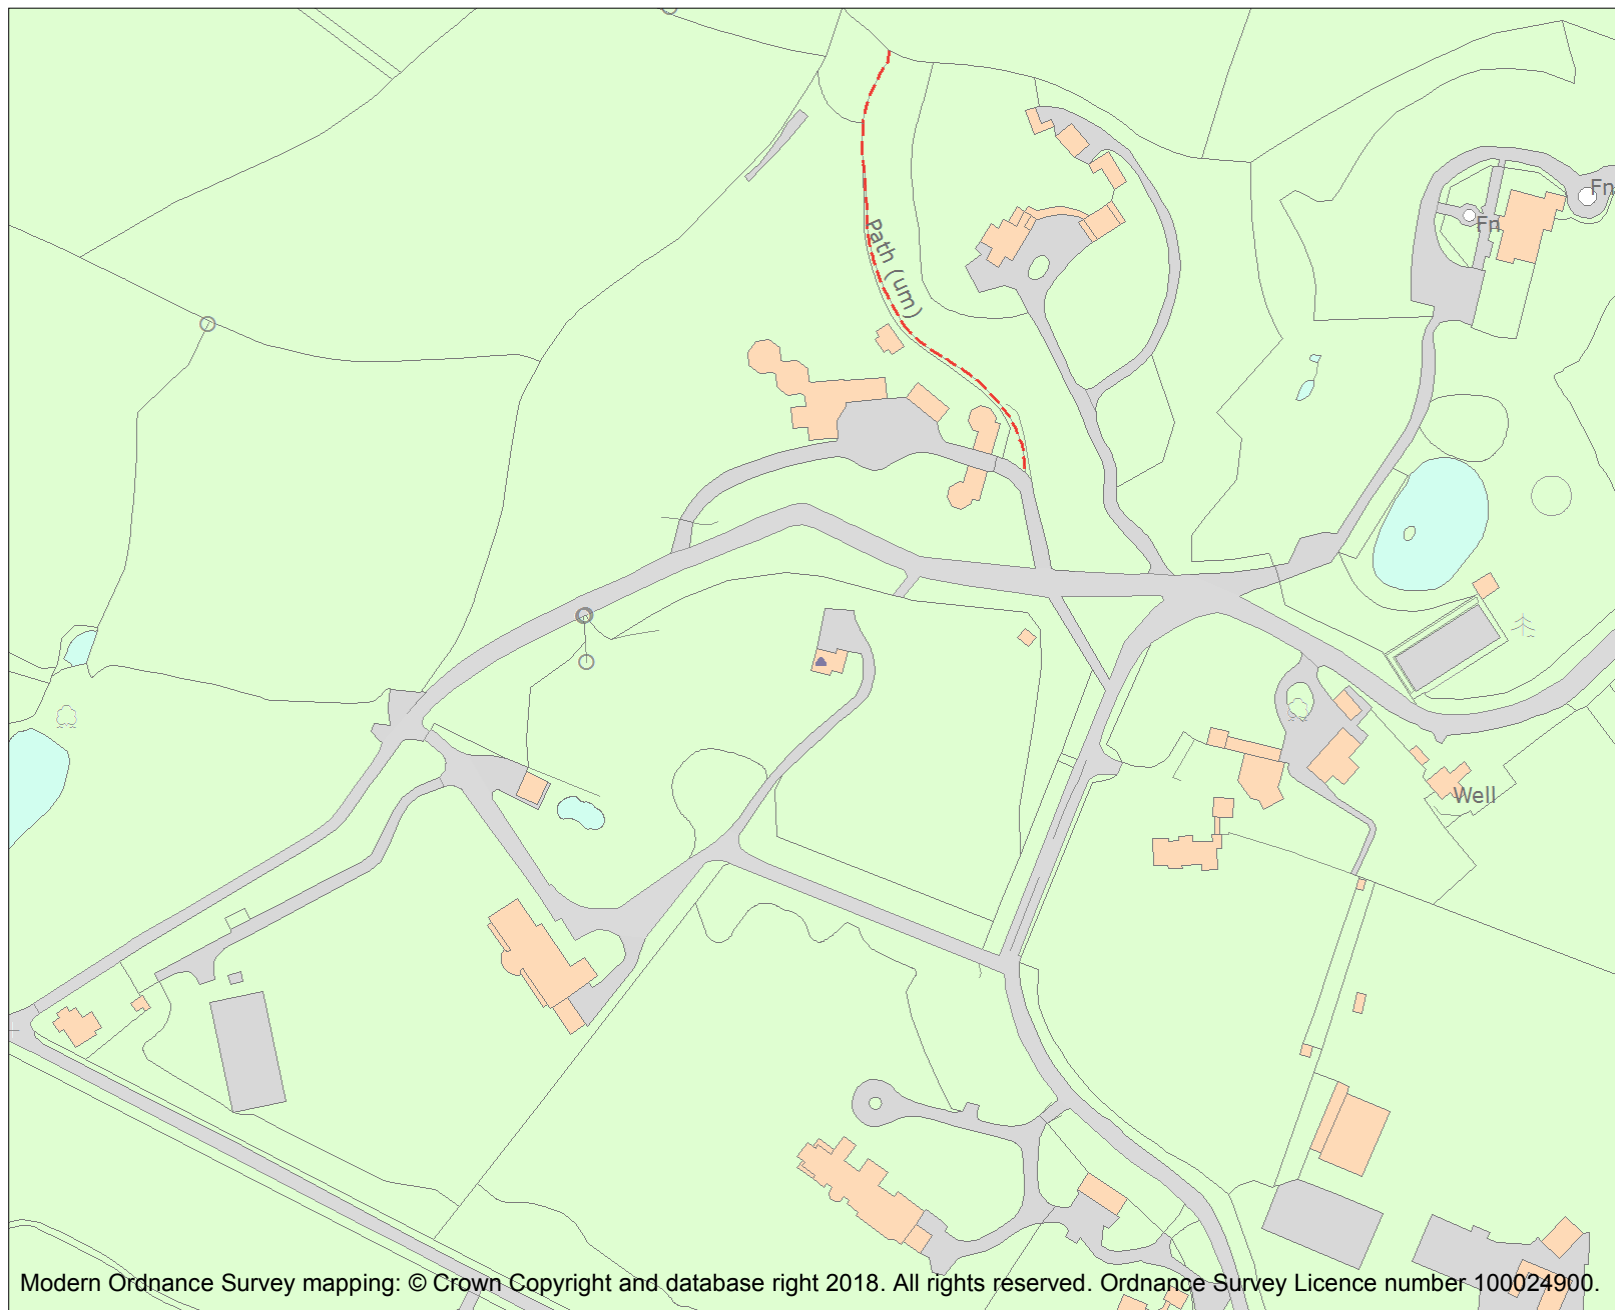 Fn
Fn
Path (um)
Well
Modern Ordnance Survey mapping: © Crown Copyright and database right 2018. All rights reserved. Ordnance Survey Licence number 100024900.